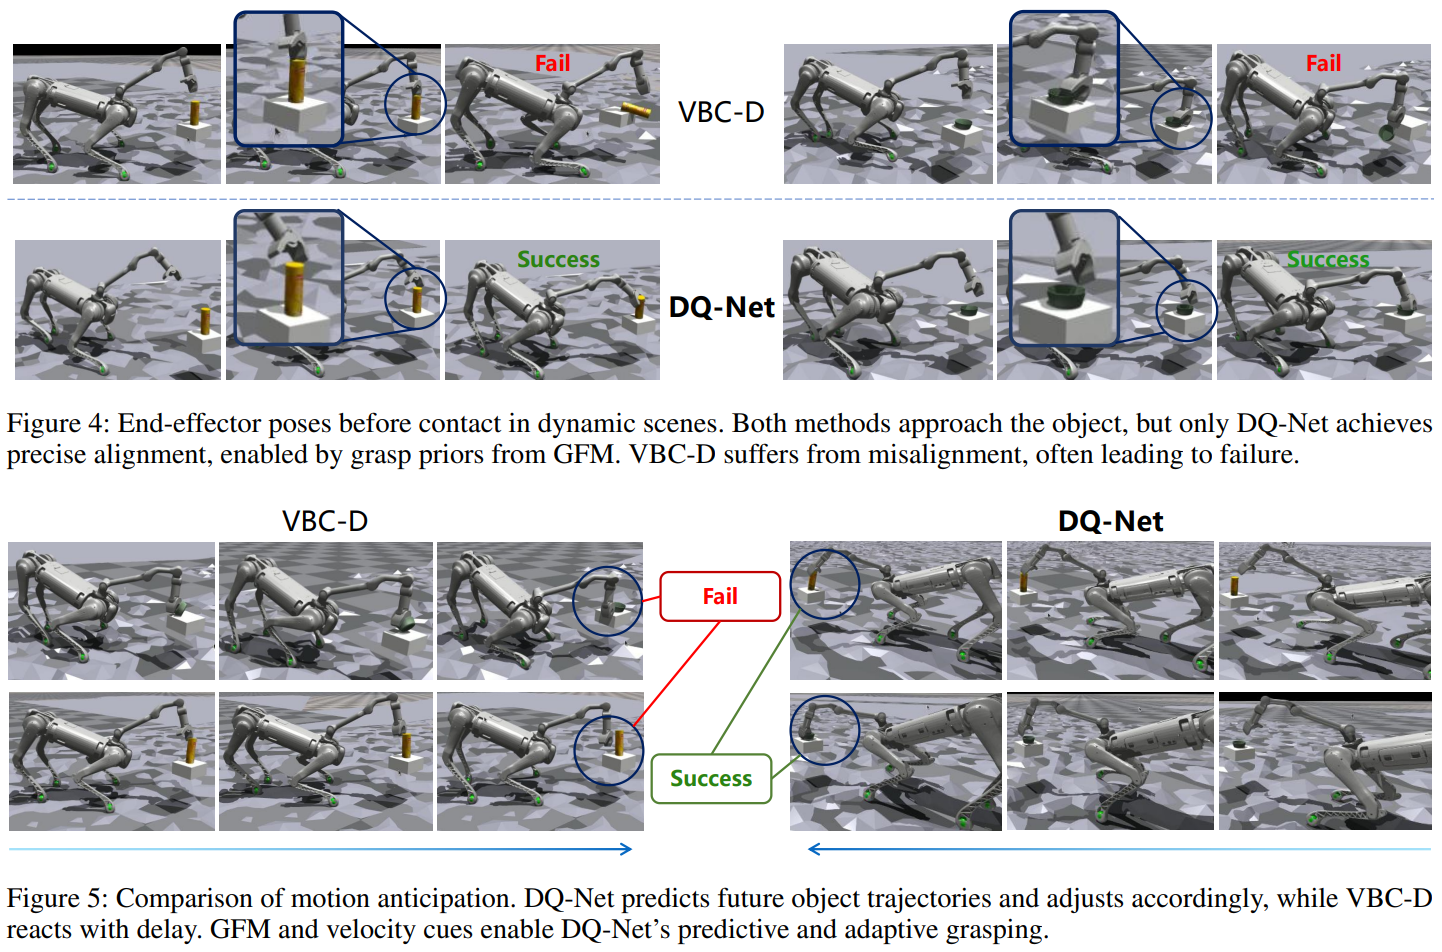 Fail
VBC-D
Fail
Success
DQ-Net
Success
Figure 4: End-effector poses before contact in dynamic scenes. Both methods approach the object, but only DQ-Net achieves
precise alignment, enabled by grasp priors from GFM. VBC-D suffers from misalignment, often leading to failure.
VBC-D
DQ-Net
Fail
Success
Figure 5: Comparison of motion anticipation. DQ-Net predicts future object trajectories and adjusts accordingly, while VBC-D
reacts with delay. GFM and velocity cues enable DQ-Net's predictive and adaptive grasping.